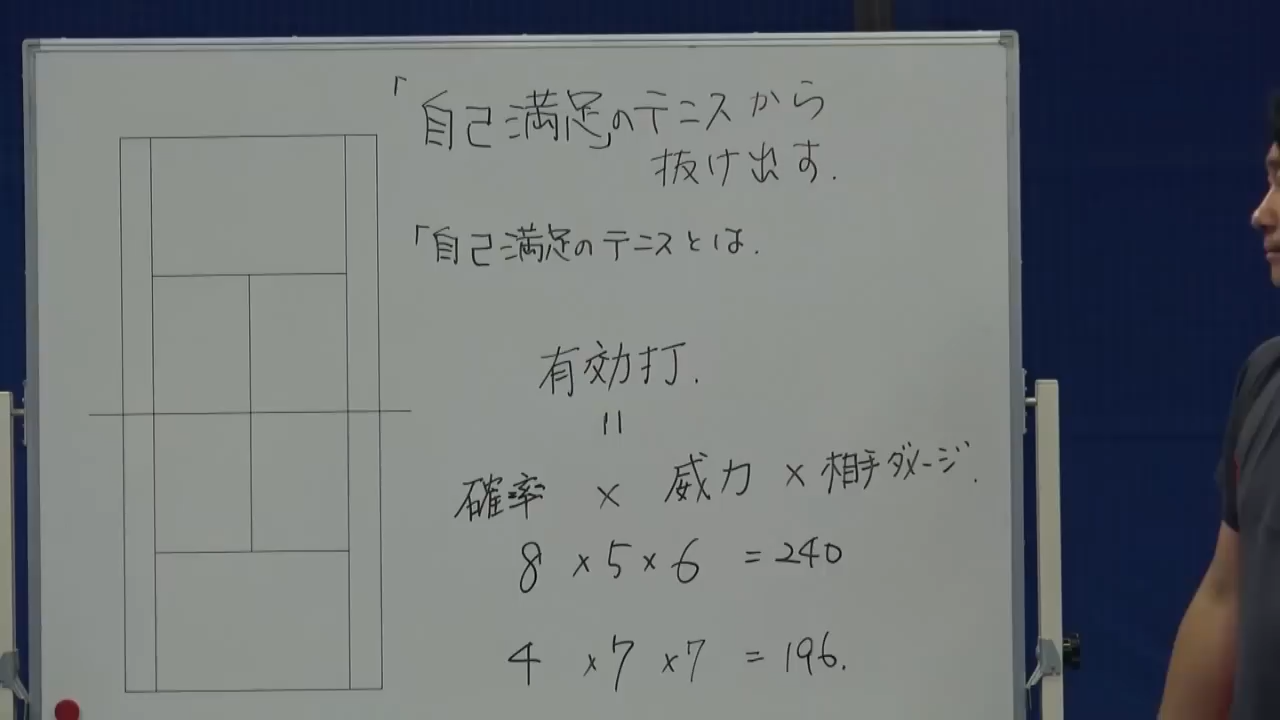 「自己満足」のテニスから
抜け出す.
「自己満足のテニスとは.
有効打.
=
確率 × 威力 × 相手ダメージ.
8 ×5 × 6 = 240
4 ×7 ×7 = 196.